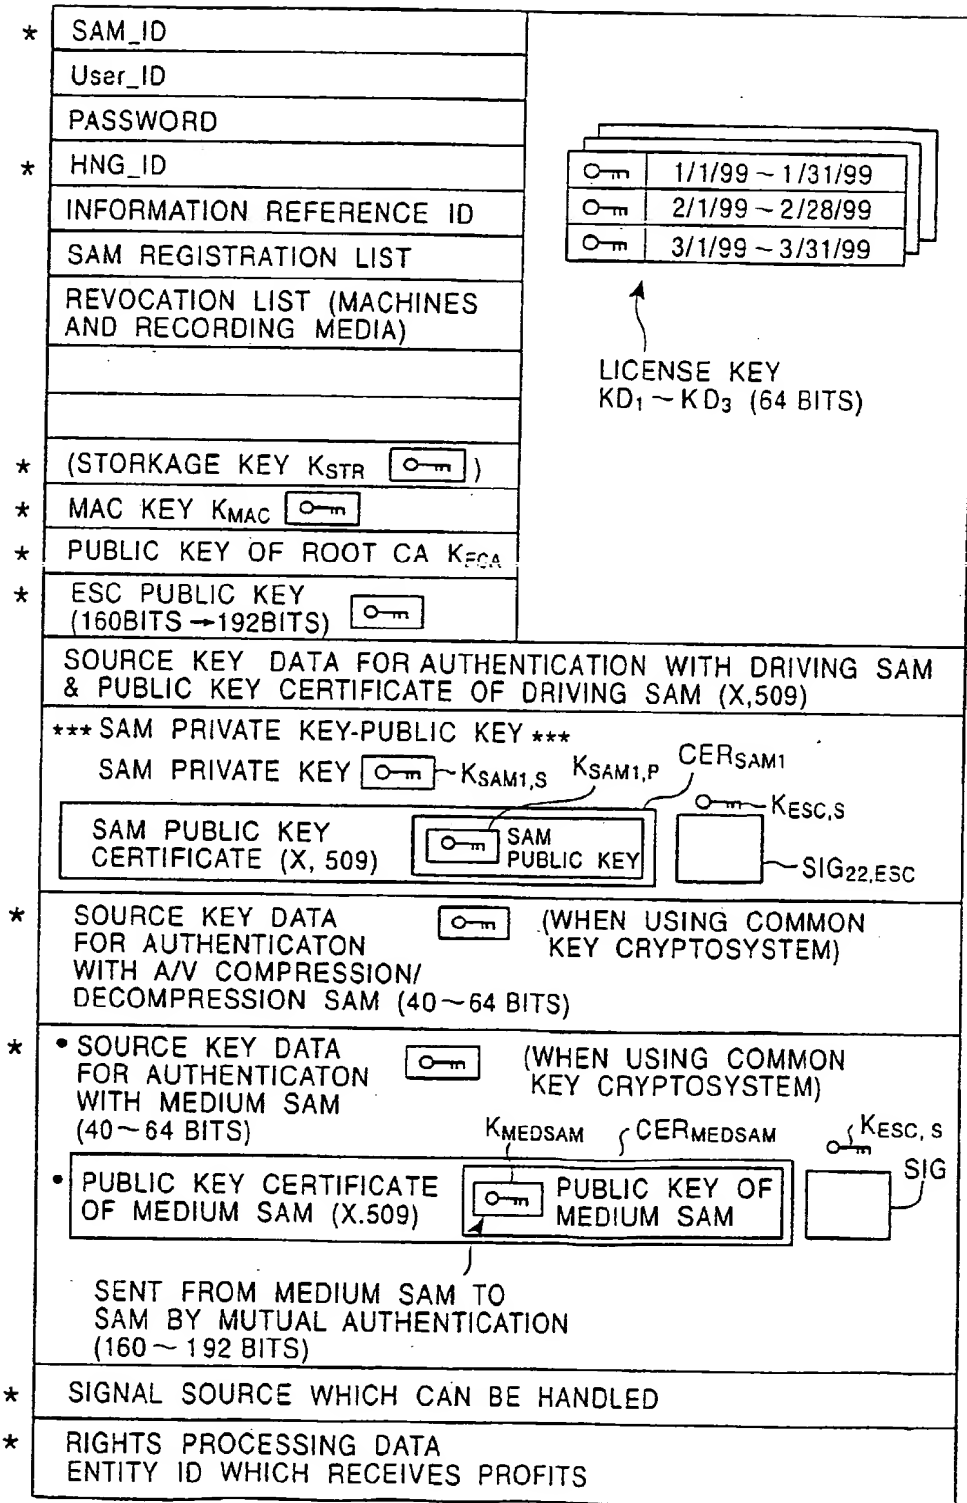 * SAM_ID
User_ID
PASSWORD
* HNG_ID
INFORMATION REFERENCE ID
SAM REGISTRATION LIST
REVOCATION LIST (MACHINES
AND RECORDING MEDIA)
1/1/99 ~ 1/31/99
2/1/99 ~ 2/28/99
3/1/99 ~ 3/31/99
LICENSE KEY
KD1 ~ KD3 (64 BITS)
* (STORKAGE KEY KSTR )
* MAC KEY KMAC
* PUBLIC KEY OF ROOT CA
* ESC PUBLIC KEY
(160BITS → 192BITS)
SOURCE KEY DATA FOR AUTHENTICATION WITH DRIVING SAM
& PUBLIC KEY CERTIFICATE OF DRIVING SAM (X,509)
*** SAM PRIVATE KEY-PUBLIC KEY ***
SAM PRIVATE KEY KSAM1,S KSAM1,P CERSAM1
KESC,S
SAM PUBLIC KEY
CERTIFICATE (X, 509)
SAM
PUBLIC KEY
SIG22,ESC
* SOURCE KEY DATA
FOR AUTHENTICATON
WITH A/V COMPRESSION/
DECOMPRESSION SAM (40~64 BITS)
(WHEN USING COMMON
KEY CRYPTOSYSTEM)
* • SOURCE KEY DATA
FOR AUTHENTICATON
WITH MEDIUM SAM
(40~64 BITS)
(WHEN USING COMMON
KEY CRYPTOSYSTEM)
KMEDSAM CERMEDSAM KESC, S
SIG
• PUBLIC KEY CERTIFICATE
OF MEDIUM SAM (X.509)
PUBLIC KEY OF
MEDIUM SAM
SENT FROM MEDIUM SAM TO
SAM BY MUTUAL AUTHENTICATION
(160 ~ 192 BITS)
* SIGNAL SOURCE WHICH CAN BE HANDLED
* RIGHTS PROCESSING DATA
ENTITY ID WHICH RECEIVES PROFITS